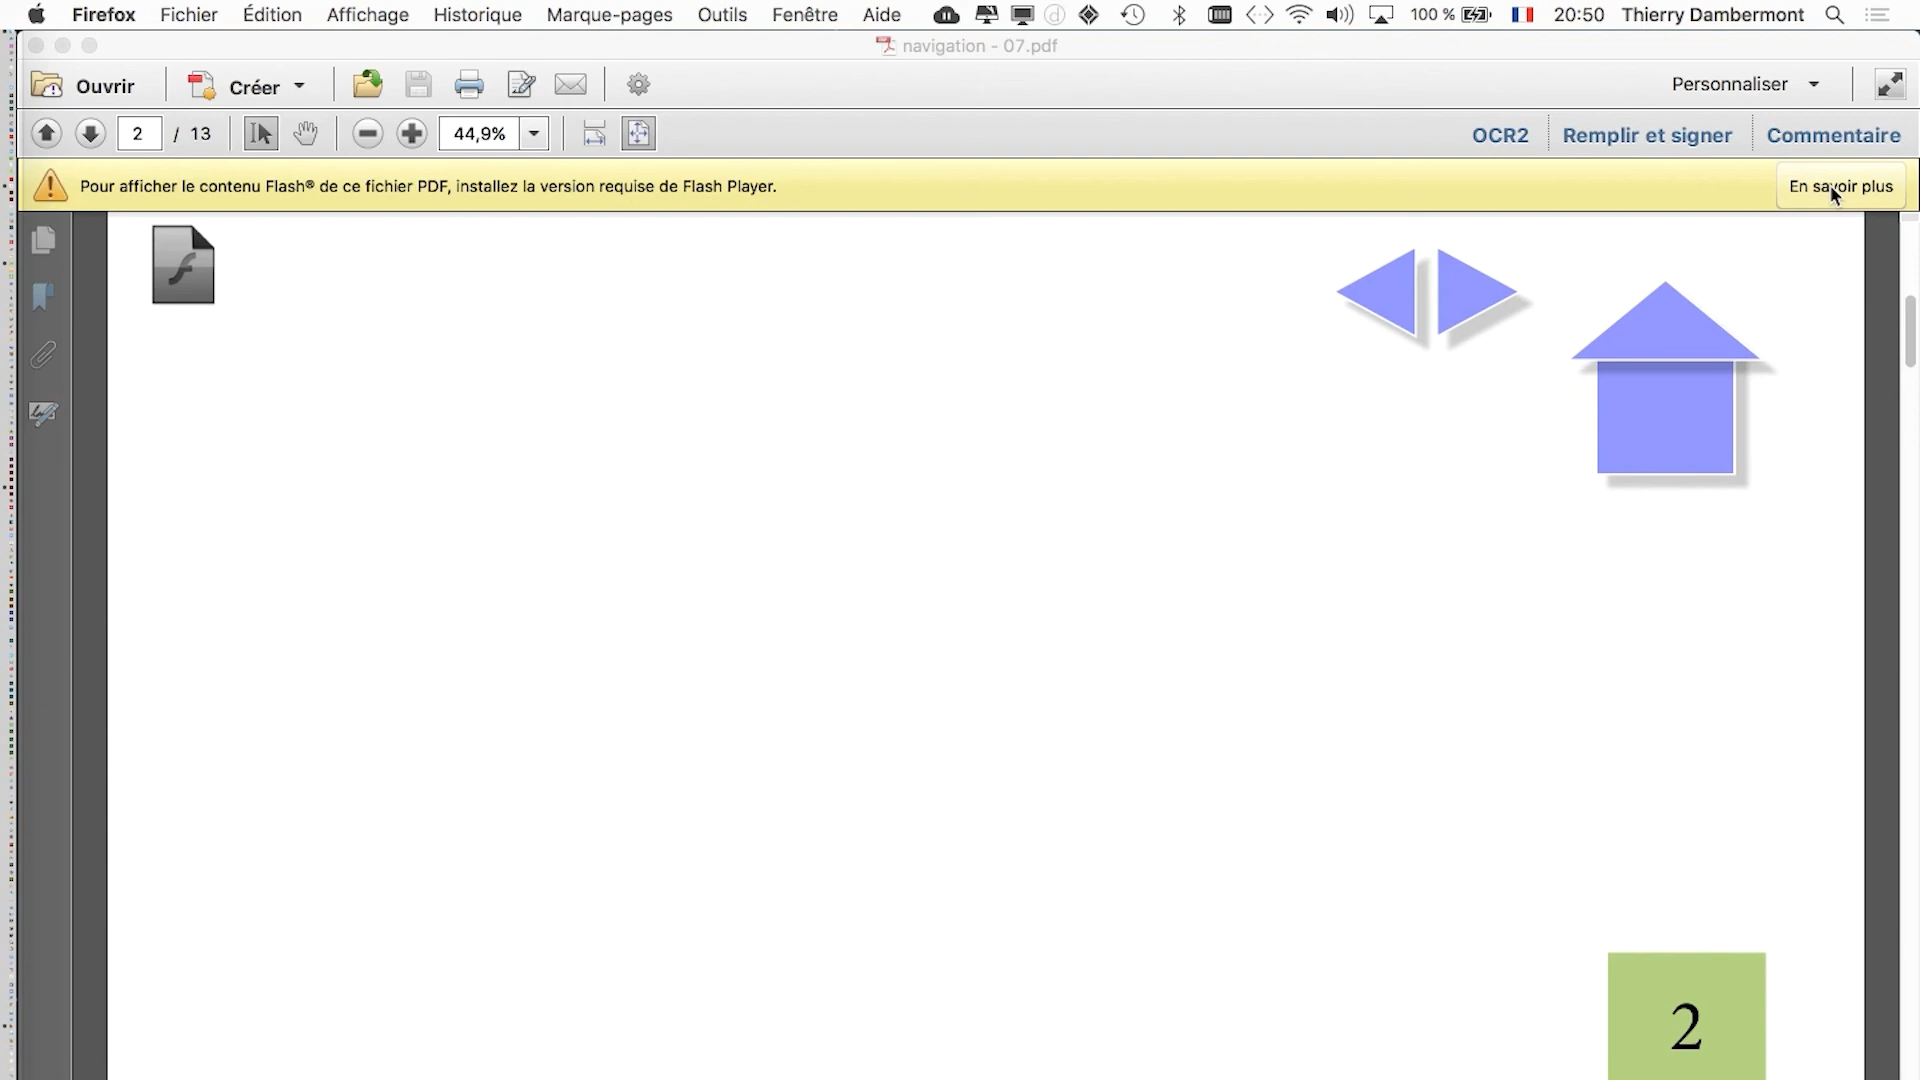 Firefox Fichier Édition Affichage Historique Marque-pages Outils Fenêtre Aide 100 % 20:50 Thierry Dambermont
navigation - 07.pdf
Ouvrir Créer Personnaliser
2 / 13 44,9% OCR2 Remplir et signer Commentaire
Pour afficher le contenu Flash® de ce fichier PDF, installez la version requise de Flash Player. En savoir plus
2